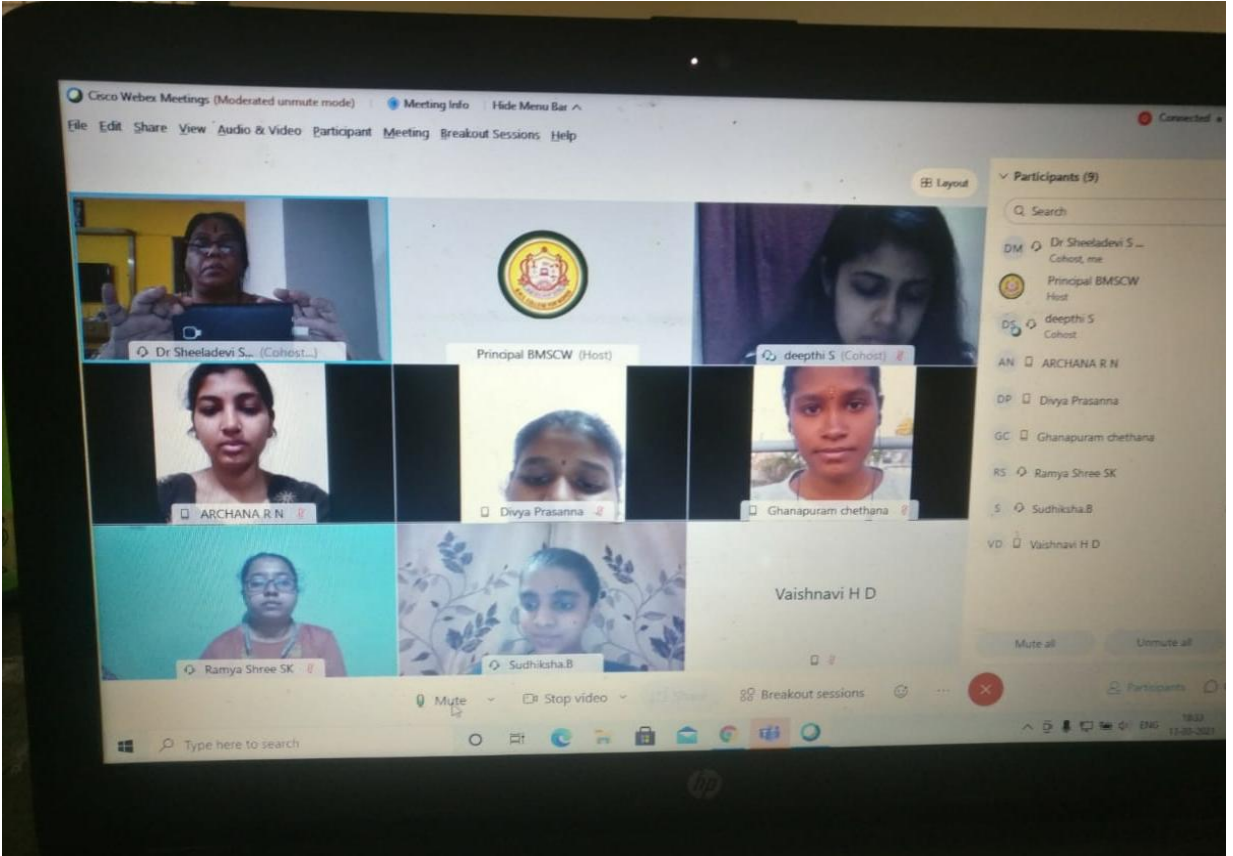 Cisco Webex Meetings (Moderated unmute mode)
Meeting Info
Hide Menu Bar
Connected
File Edit Share View Audio & Video Participant Meeting Breakout Sessions Help
Layout
Participants (9)
Search
DM Dr Sheeladevi S...
Cohost, me
Principal BMSCW
Host
DS deepthi S
Cohost
AN ARCHANA R N
DP Divya Prasanna
GC Ghanapuram chethana
RS Ramya Shree SK
S Sudhiksha.B
VD Vaishnavi H D
Mute all
Unmute all
Dr Sheeladevi S... (Cohost...)
Principal BMSCW (Host)
deepthi S (Cohost)
ARCHANA R N
Divya Prasanna
Ghanapuram chethana
Ramya Shree SK
Sudhiksha.B
Vaishnavi H D
Mute
Stop video
Breakout sessions
Participants
Type here to search
ENG
hp